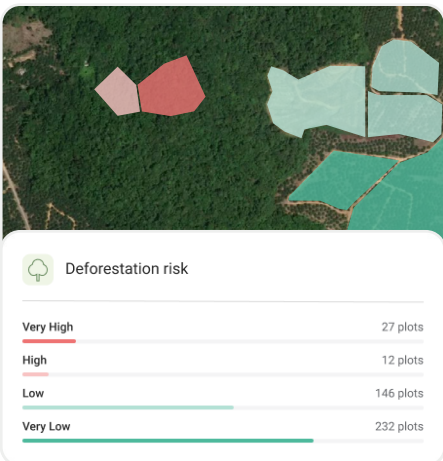 Deforestation risk
Very High 27 plots
High 12 plots
Low 146 plots
Very Low 232 plots